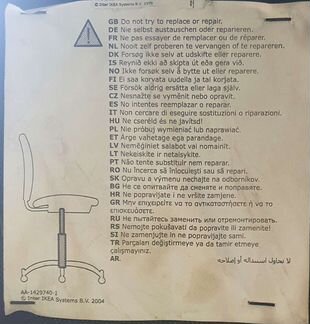 © Inter IKEA Systems B.V. 1999
GB Do not try to replace or repair.
DE Nie selbst austauschen oder reparieren.
FR Ne pas essayer de remplacer ou de réparer.
NL Nooit zelf proberen te vervangen of te repareren.
DK Forsøg ikke selv at udskifte eller reparere.
IS Reynið ekki að skipta út eða gera við.
NO Ikke forsøk selv å bytte ut eller reparere.
FI Ei saa korvata uudella ja tai korjata.
SE Försök aldrig ersätta eller laga själv.
CZ Nesnažte se vyměnit nebo opravit.
ES No intentes reemplazar o reparar.
IT Non cercare di eseguire sostituzioni o riparazioni.
HU Ne cseréld és ne javítsd!
PL Nie próbuj wymieniać lub naprawiać.
ET Ärge vahetage ega parandage.
LV Nemēģiniet salabot vai nomainīt.
LT Nekeiskite ir netaisykite.
PT Não tente substituir nem reparar.
RO Nu încerca să înlocuieşti sau să repari.
SK Opravu a výmenu nechajte na odborníkov.
BG Не се опитвайте да сменяте и поправяте.
HR Ne popravljajte i ne vršite zamjene.
GR Μην επιχειρείτε να το αντικαταστήσετε ή να το
επισκευάσετε.
RU Не пытайтесь заменить или отремонтировать.
RS Nemojte pokušavati da popravite ili zamenite!
SI Ne zamenjujte in ne popravljajte sami.
TR Parçaları değiştirmeye ya da tamir etmeye
çalışmayınız.
AR. لا تحاول استبداله أو إصلاحه
AA-1429740-1
© Inter IKEA Systems B.V. 2004